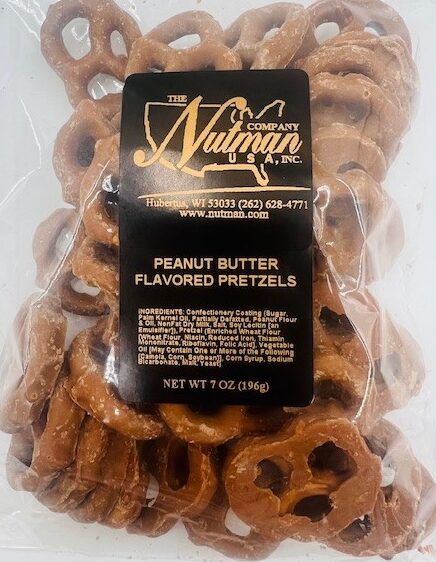 THE
Nutman
COMPANY
USA, INC.
Hubertus, WI 53033 (262) 628-4771
www.nutman.com
PEANUT BUTTER
FLAVORED PRETZELS
INGREDIENTS: Confectionery Coating (Sugar,
Palm Kernel Oil, Partially Defatted, Peanut Flour
& Oil, NonFat Dry Milk, Salt, Soy Lecitin [an
Emulsifier]), Pretzel (Enriched Wheat Flour
[Wheat Flour, Niacin, Reduced Iron, Thiamin
Mononitrate, Riboflavin, Folic Acid], Vegetable
Oil [May Contain One or More of the Following
[Canola, Corn, Soybean]], Corn Syrup, Sodium
Bicarbonate, Malt, Yeast)
NET WT 7 OZ (196g)